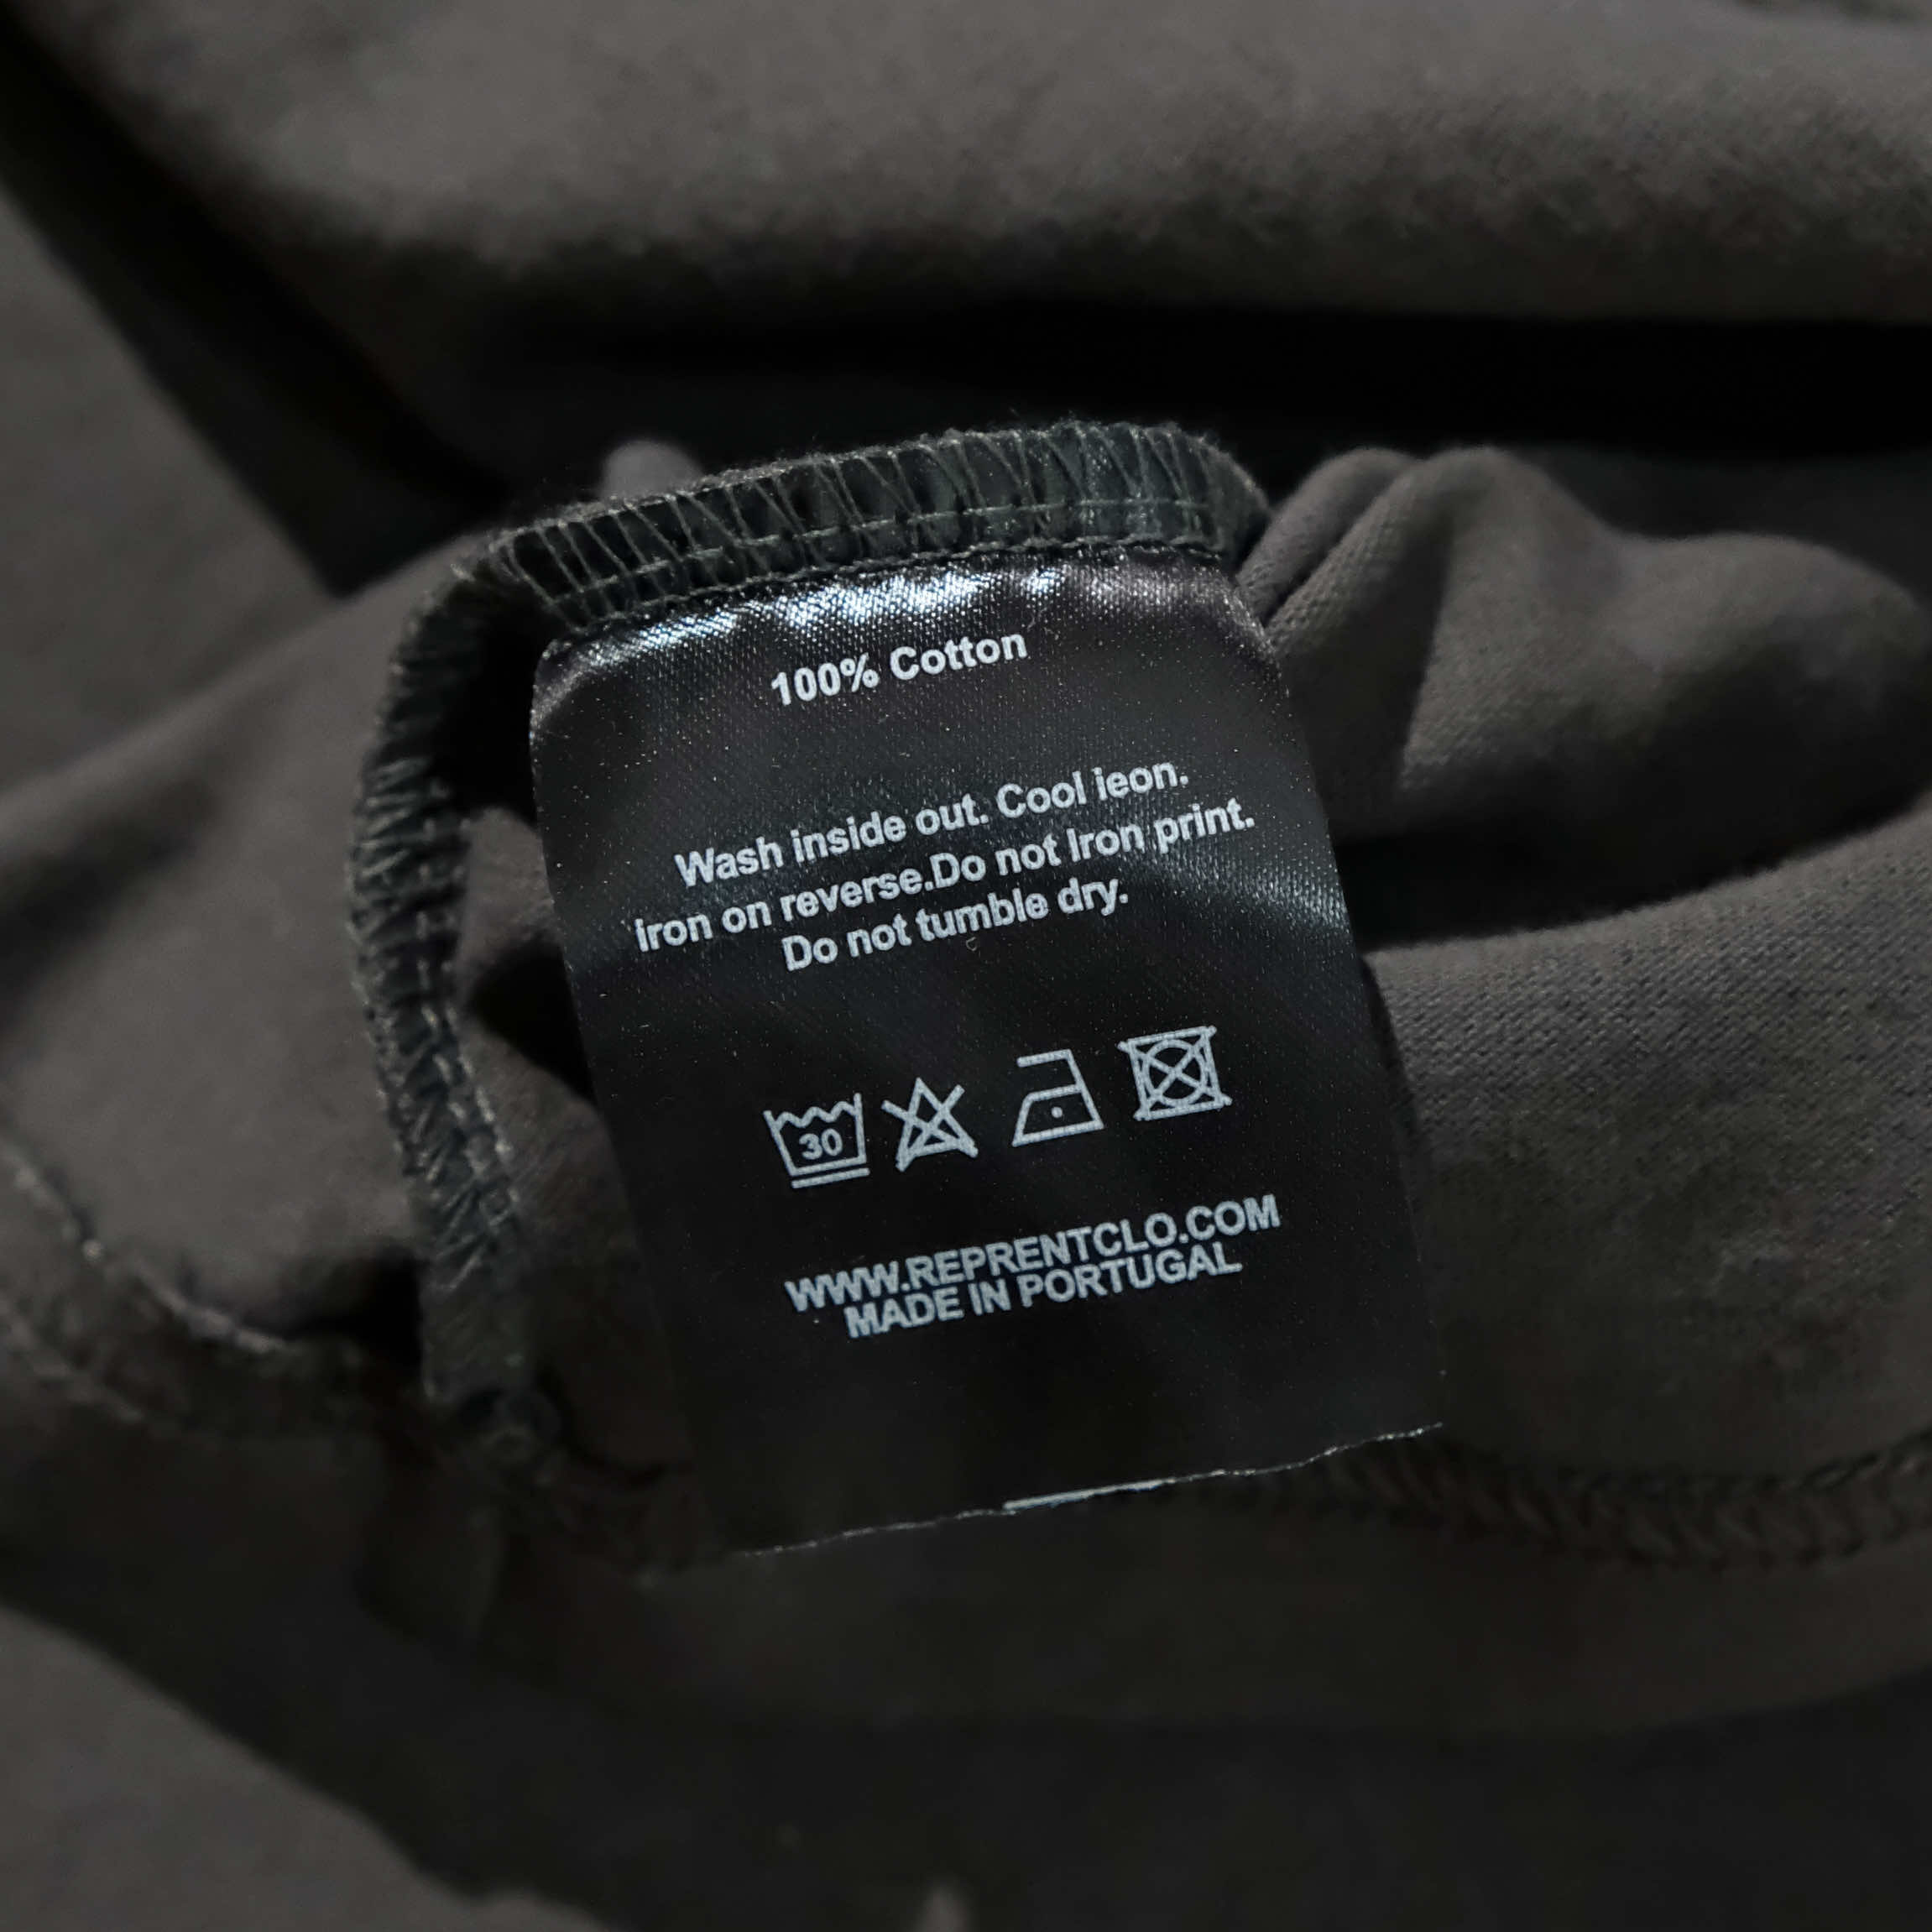 100% Cotton
Wash inside out. Cool ieon.
iron on reverse.Do not Iron print.
Do not tumble dry.
30
WWW.REPRENTCLO.COM
MADE IN PORTUGAL